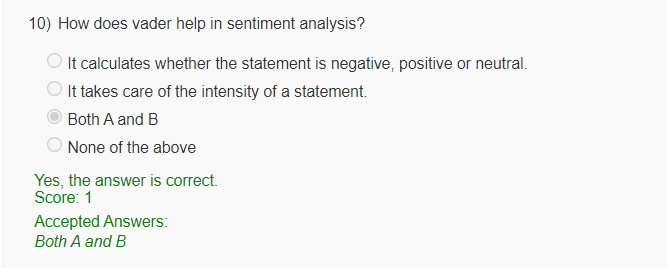 10) How does vader help in sentiment analysis?
It calculates whether the statement is negative, positive or neutral.
It takes care of the intensity of a statement.
Both A and B
None of the above
Yes, the answer is correct.
Score: 1
Accepted Answers:
Both A and B